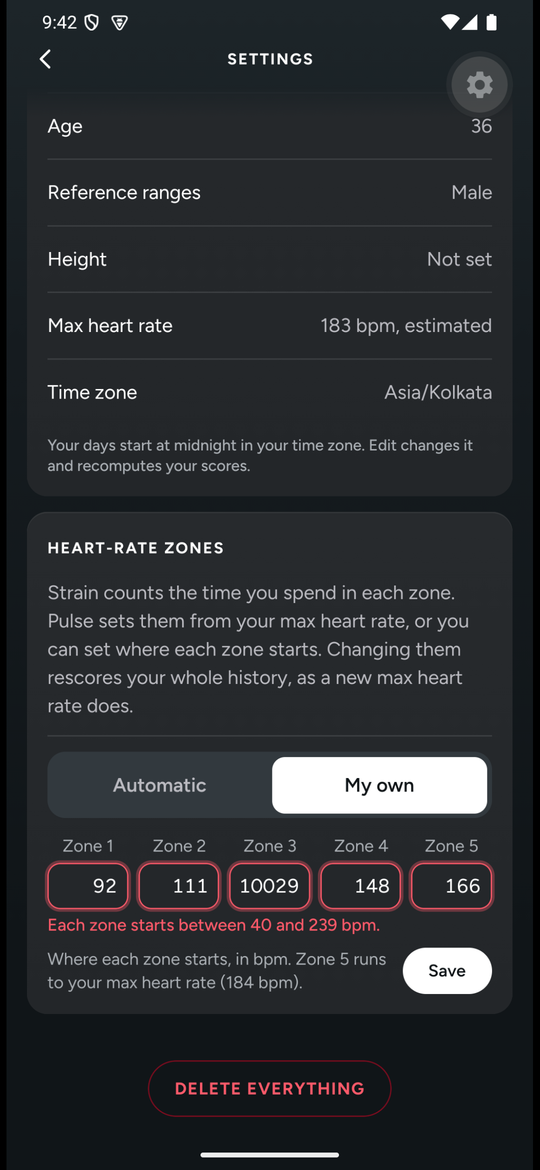 9:42
SETTINGS
Age 36
Reference ranges Male
Height Not set
Max heart rate 183 bpm, estimated
Time zone Asia/Kolkata
Your days start at midnight in your time zone. Edit changes it
and recomputes your scores.
HEART-RATE ZONES
Strain counts the time you spend in each zone.
Pulse sets them from your max heart rate, or you
can set where each zone starts. Changing them
rescores your whole history, as a new max heart
rate does.
Automatic My own
Zone 1 Zone 2 Zone 3 Zone 4 Zone 5
92 111 10029 148 166
Each zone starts between 40 and 239 bpm.
Where each zone starts, in bpm. Zone 5 runs
to your max heart rate (184 bpm).
Save
DELETE EVERYTHING